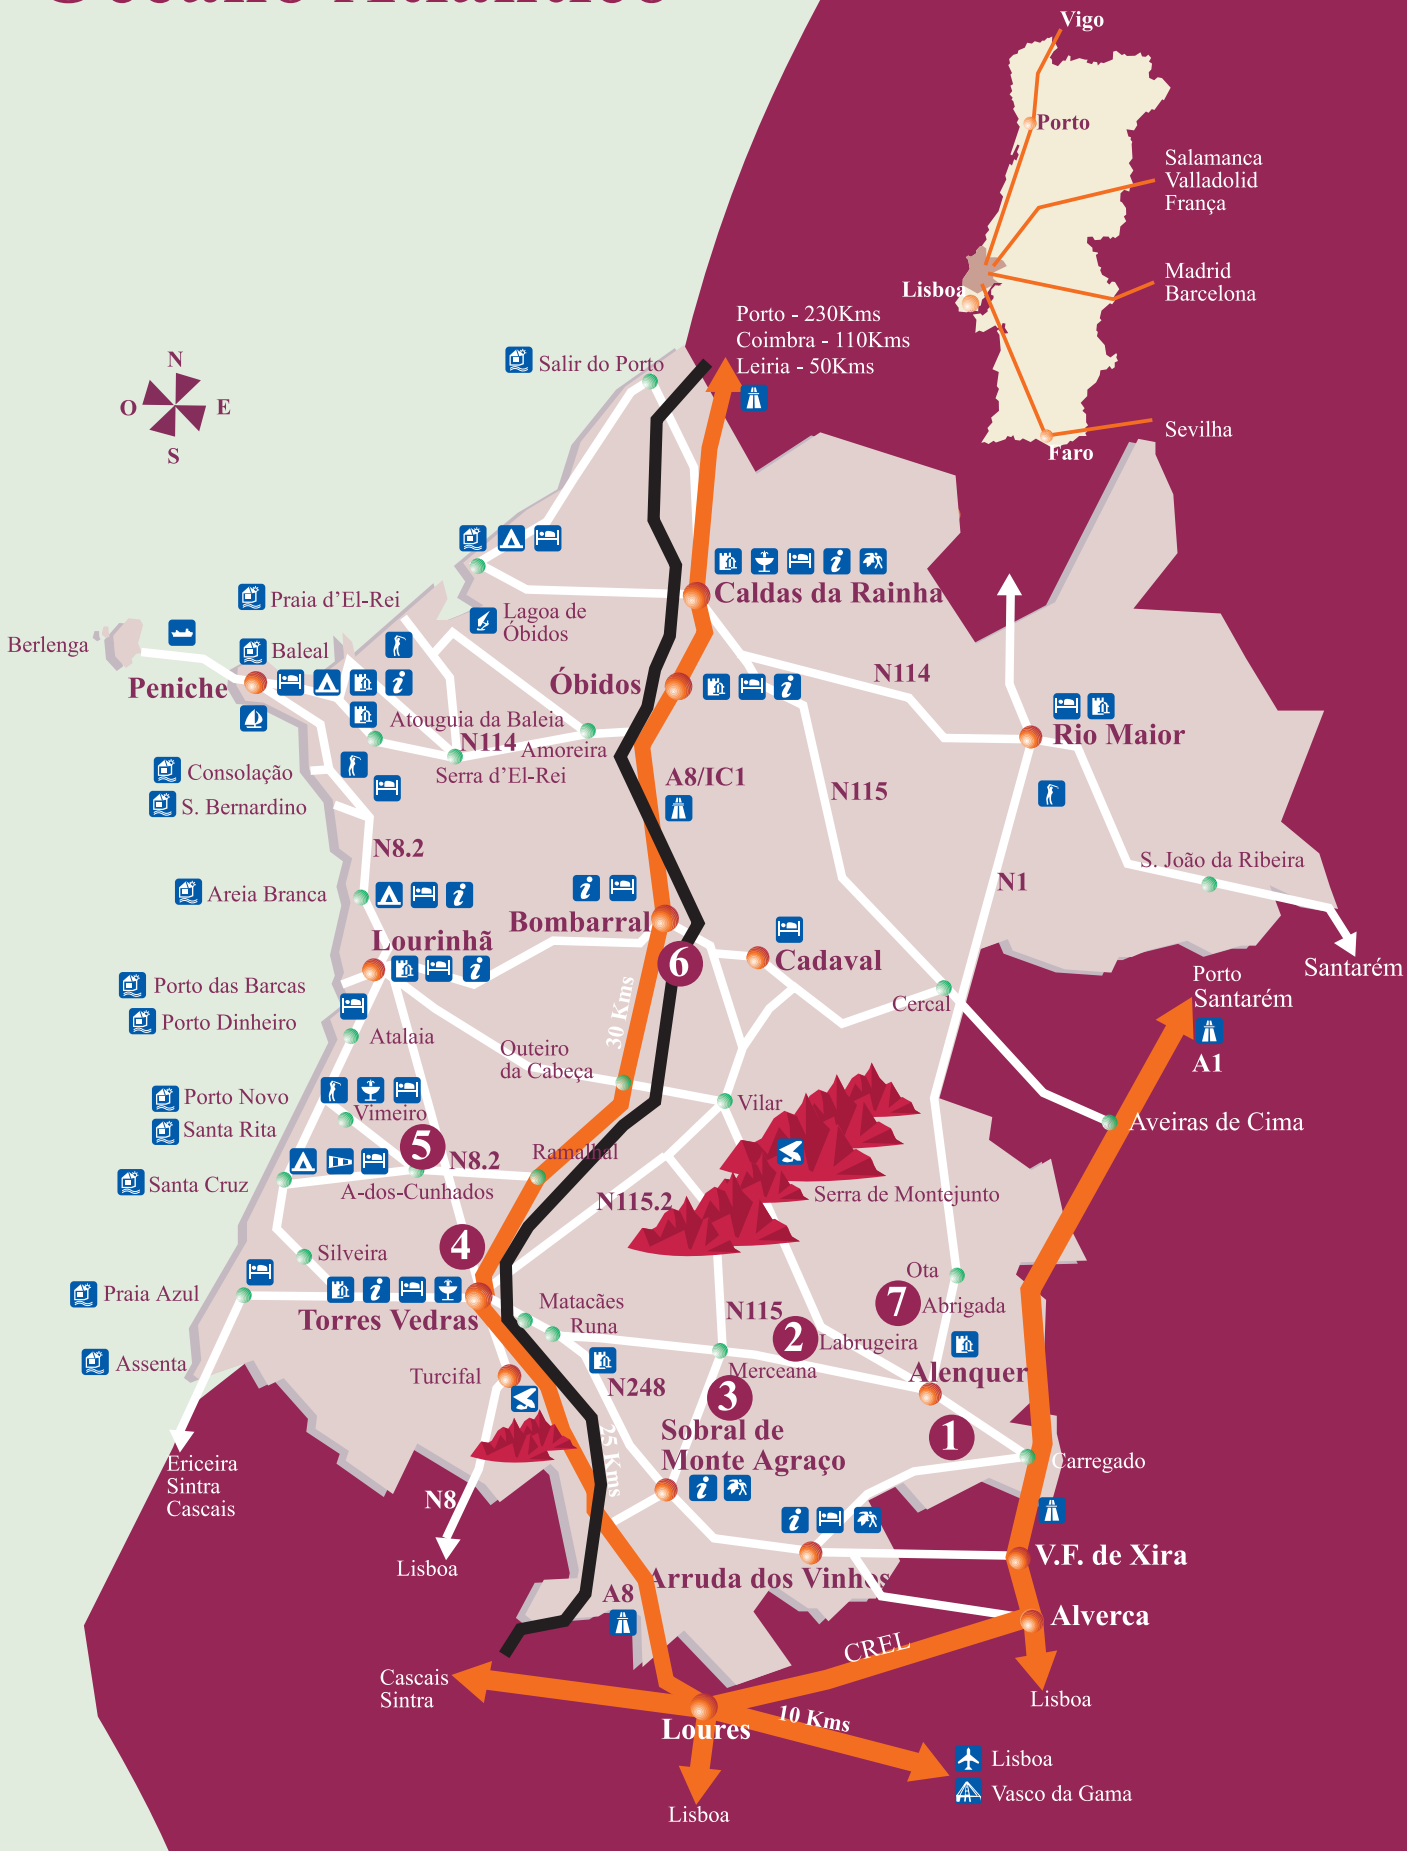 Oceano Atlântico
Vigo
Porto
Salamanca
Valladolid
França
Madrid
Barcelona
Lisboa
Sevilha
Faro
Porto - 230Kms
Coimbra - 110Kms
Leiria - 50Kms
N
O
E
S
Salir do Porto
Praia d’El-Rei
Lagoa de
Óbidos
Caldas da Rainha
Berlenga
Baleal
Peniche
Óbidos
N114
Atouguia da Baleia
N114
Amoreira
Serra d’El-Rei
Rio Maior
Consolação
S. Bernardino
A8/IC1
N115
N8.2
S. João da Ribeira
N1
Areia Branca
Bombarral
Lourinhã
Cadaval
6
Santarém
Porto
Santarém
A1
Porto das Barcas
Porto Dinheiro
Cercal
30 Kms
Atalaia
Outeiro
da Cabeça
Porto Novo
Vimeiro
Vilar
Aveiras de Cima
Santa Rita
5
N8.2
Ramalhal
Santa Cruz
A-dos-Cunhados
N115.2
Serra de Montejunto
4
Silveira
Ota
Praia Azul
Matacães
Runa
N115
7
Abrigada
Torres Vedras
2
Labrugeira
Assenta
Turcifal
Merceana
Alenquer
N248
3
Sobral de
Monte Agraço
1
Carregado
25 Kms
Ericeira
Sintra
Cascais
N8
Lisboa
Arruda dos Vinhos
V.F. de Xira
A8
Alverca
CREL
Cascais
Sintra
Lisboa
Loures
10 Kms
Lisboa
Vasco da Gama
Lisboa